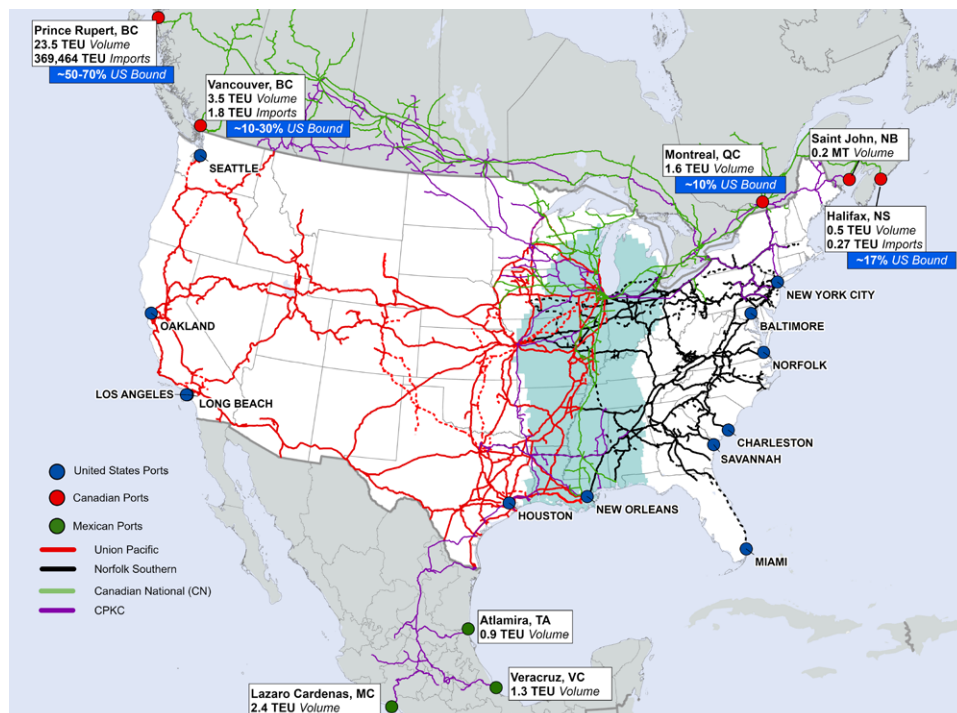 Prince Rupert, BC
23.5 TEU Volume
369,464 TEU Imports
~50-70% US Bound
Vancouver, BC
3.5 TEU Volume
1.8 TEU Imports
~10-30% US Bound
SEATTLE
Montreal, QC
1.6 TEU Volume
~10% US Bound
Saint John, NB
0.2 MT Volume
Halifax, NS
0.5 TEU Volume
0.27 TEU Imports
~17% US Bound
NEW YORK CITY
OAKLAND
BALTIMORE
NORFOLK
LOS ANGELES
LONG BEACH
CHARLESTON
SAVANNAH
HOUSTON
NEW ORLEANS
MIAMI
United States Ports
Canadian Ports
Mexican Ports
Union Pacific
Norfolk Southern
Canadian National (CN)
CPKC
Atlamira, TA
0.9 TEU Volume
Veracruz, VC
1.3 TEU Volume
Lazaro Cardenas, MC
2.4 TEU Volume